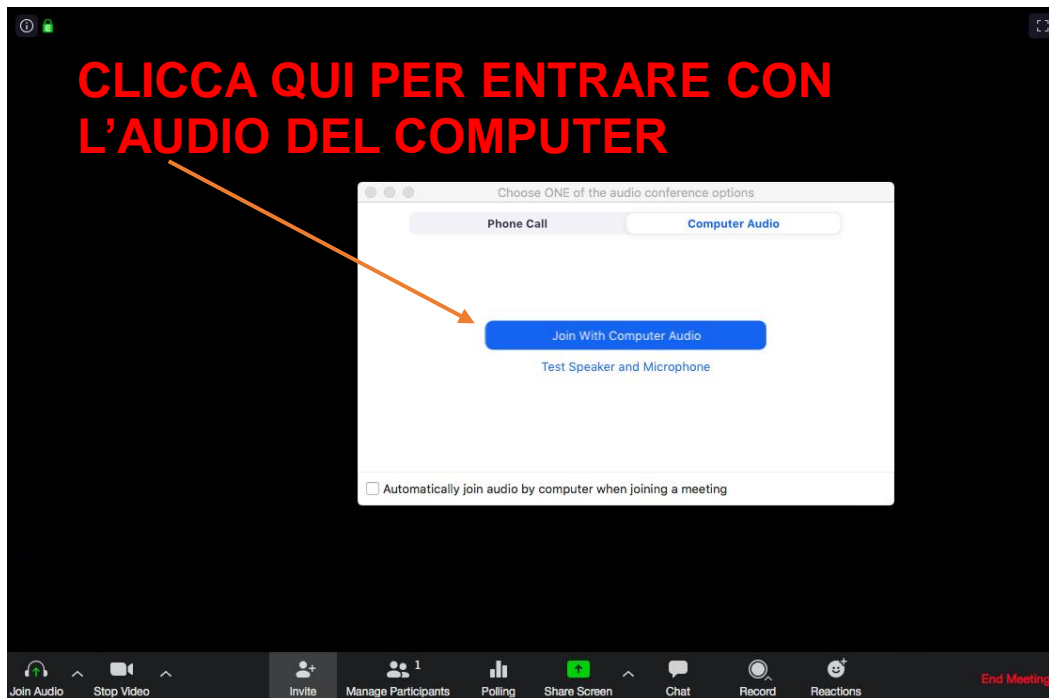 CLICCA QUI PER ENTRARE CON
L’AUDIO DEL COMPUTER
Choose ONE of the audio conference options
Phone Call
Computer Audio
Join With Computer Audio
Test Speaker and Microphone
Automatically join audio by computer when joining a meeting
1
Join Audio
Stop Video
Invite
Manage Participants
Polling
Share Screen
Chat
Record
Reactions
End Meeting